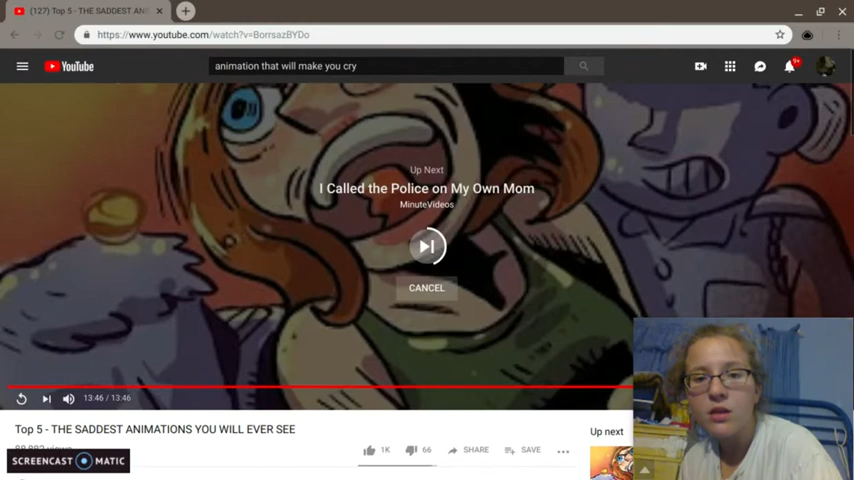 (127) Top 5 - THE SADDEST ANIM
https://www.youtube.com/watch?v=BorrsazBYDo
YouTube
animation that will make you cry
9+
Up Next
I Called the Police on My Own Mom
MinuteVideos
CANCEL
13:46 / 13:46
Top 5 - THE SADDEST ANIMATIONS YOU WILL EVER SEE
1K 66 SHARE SAVE
Up next
SCREENCAST MATIC